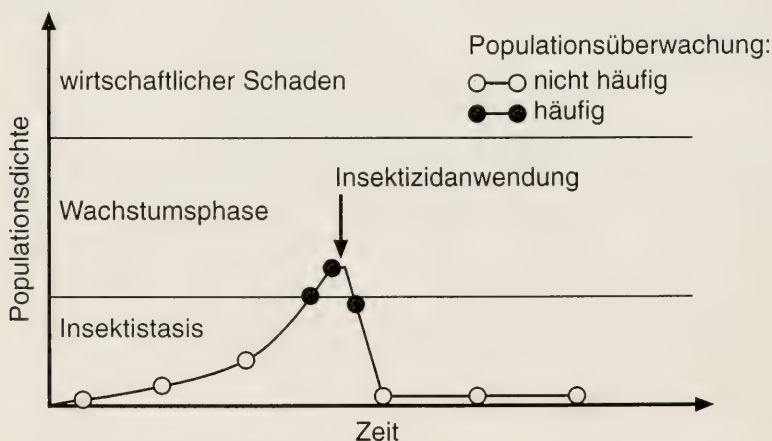 Populationsüberwachung:
nicht häufig
häufig
wirtschaftlicher Schaden
Insektizidanwendung
Wachstumsphase
Insektistasis
Populationsdichte
Zeit